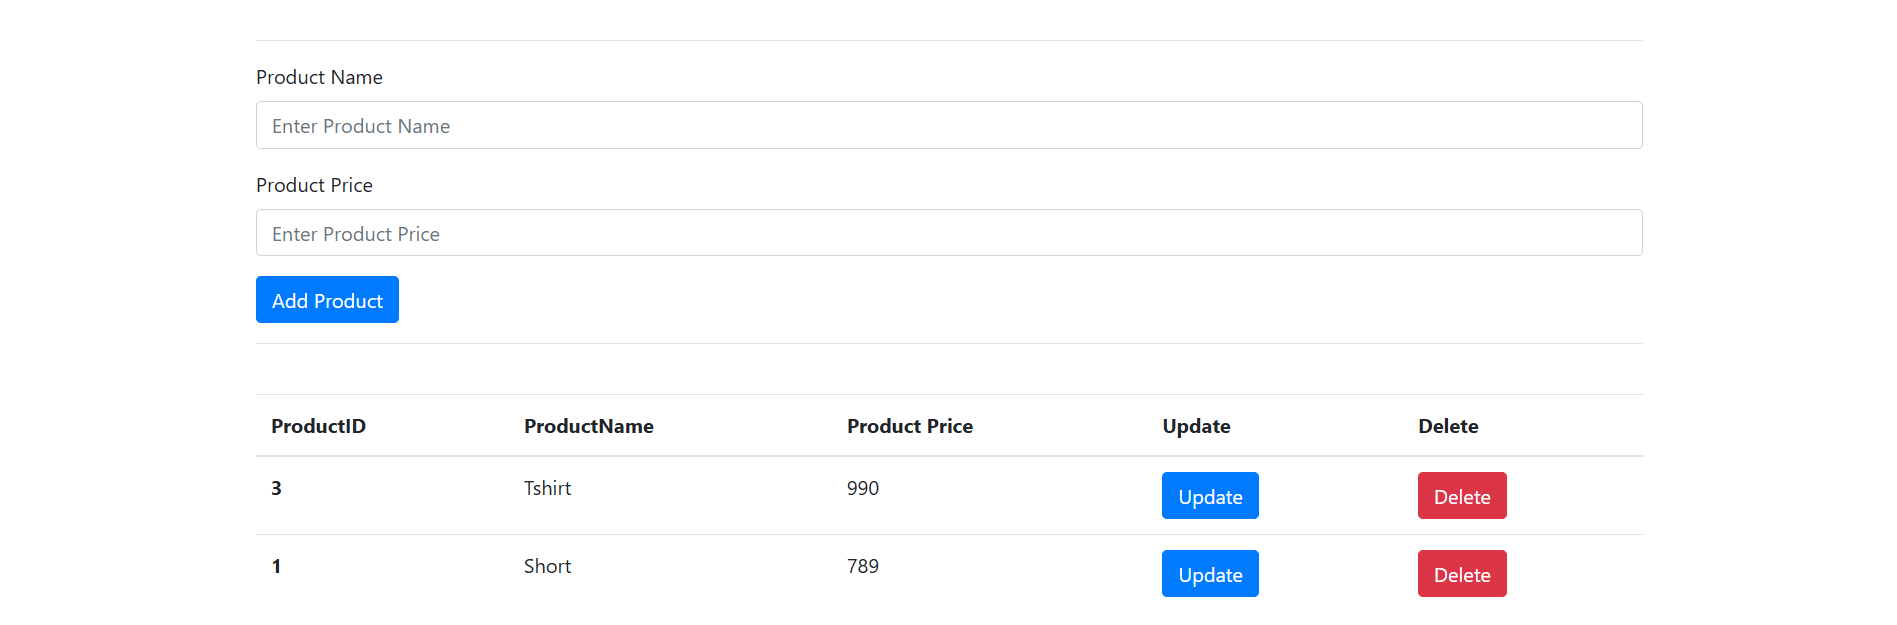 Product Name
Enter Product Name
Product Price
Enter Product Price
Add Product
ProductID ProductName Product Price Update Delete
3 Tshirt 990 Update Delete
1 Short 789 Update Delete